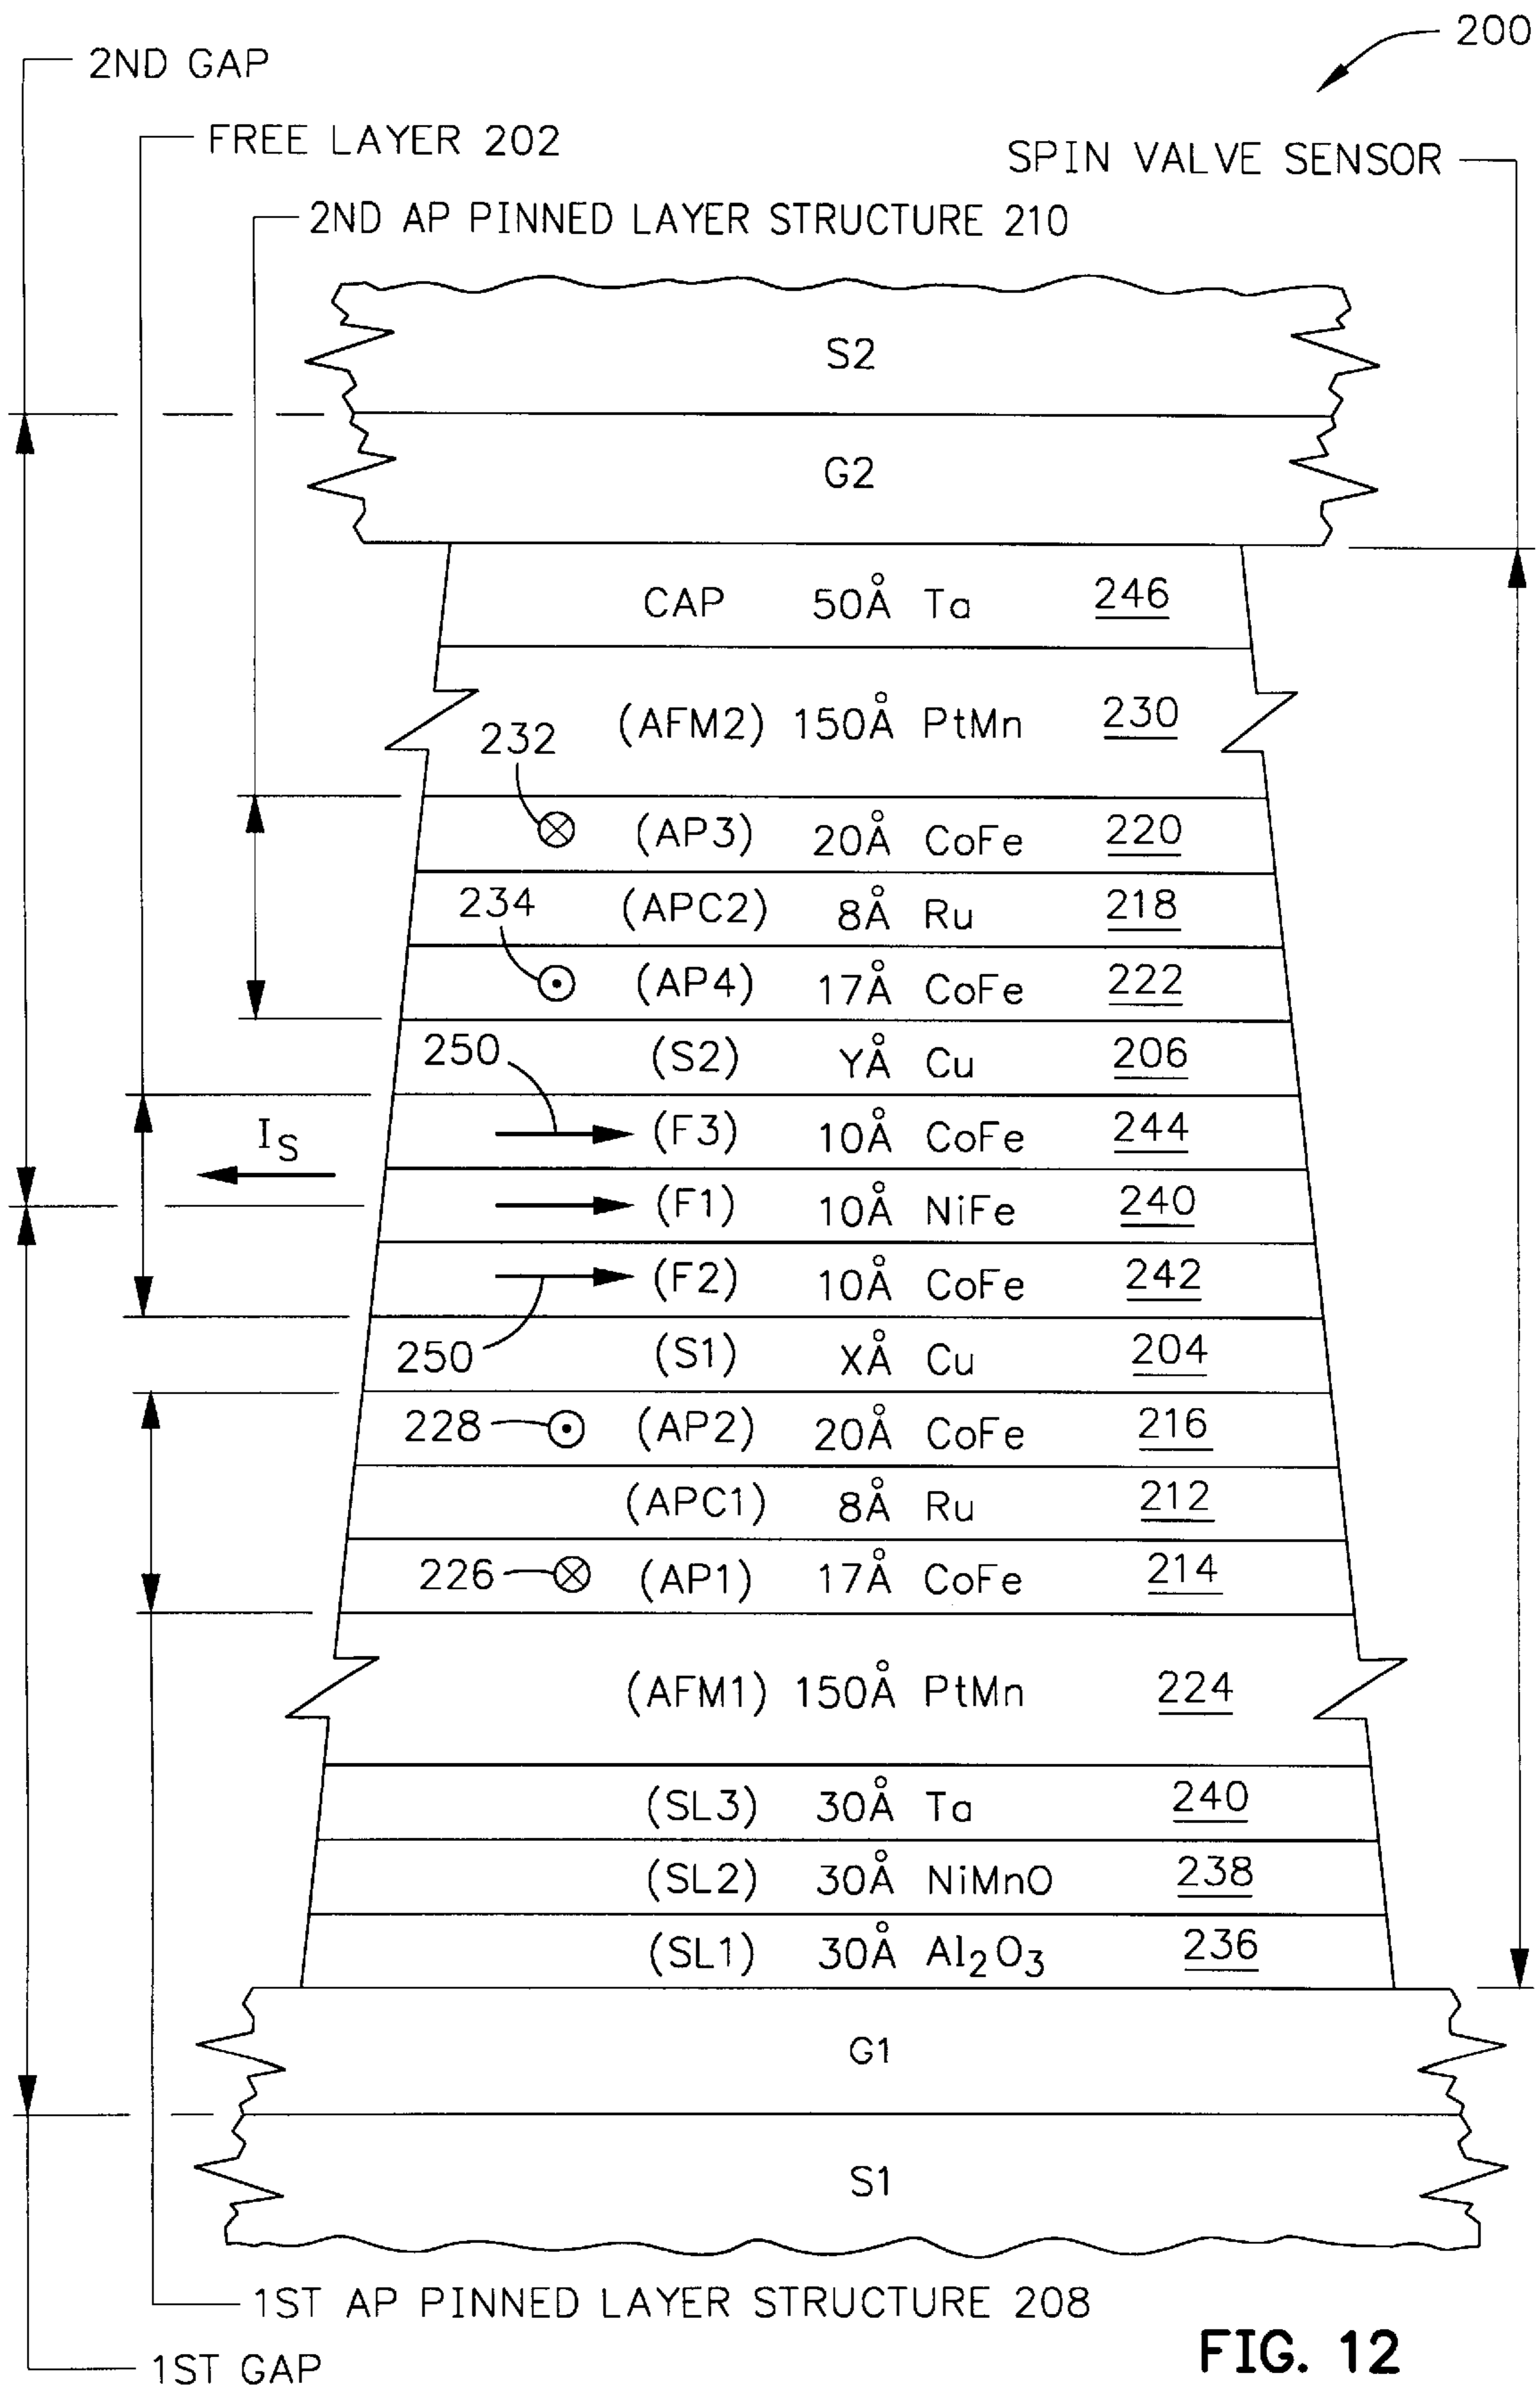 200
2ND GAP
FREE LAYER 202
SPIN VALVE SENSOR
2ND AP PINNED LAYER STRUCTURE 210
S2
G2
CAP 50Å Ta 246
(AFM2) 150Å PtMn 230
232
(AP3) 20Å CoFe 220
234 (APC2) 8Å Ru 218
(AP4) 17Å CoFe 222
250 (S2) YÅ Cu 206
IS (F3) 10Å CoFe 244
(F1) 10Å NiFe 240
(F2) 10Å CoFe 242
250 (S1) XÅ Cu 204
228 (AP2) 20Å CoFe 216
(APC1) 8Å Ru 212
226 (AP1) 17Å CoFe 214
(AFM1) 150Å PtMn 224
(SL3) 30Å Ta 240
(SL2) 30Å NiMnO 238
(SL1) 30Å Al2O3 236
G1
S1
1ST AP PINNED LAYER STRUCTURE 208
1ST GAP
FIG. 12